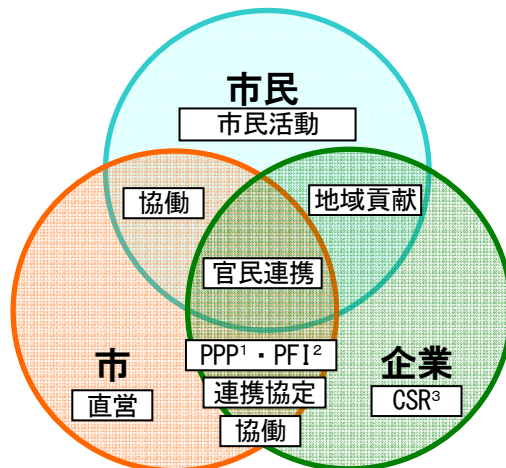 市民
市民活動
協働
地域貢献
官民連携
市
直営
PPP¹・PFI²
連携協定
協働
企業
CSR³